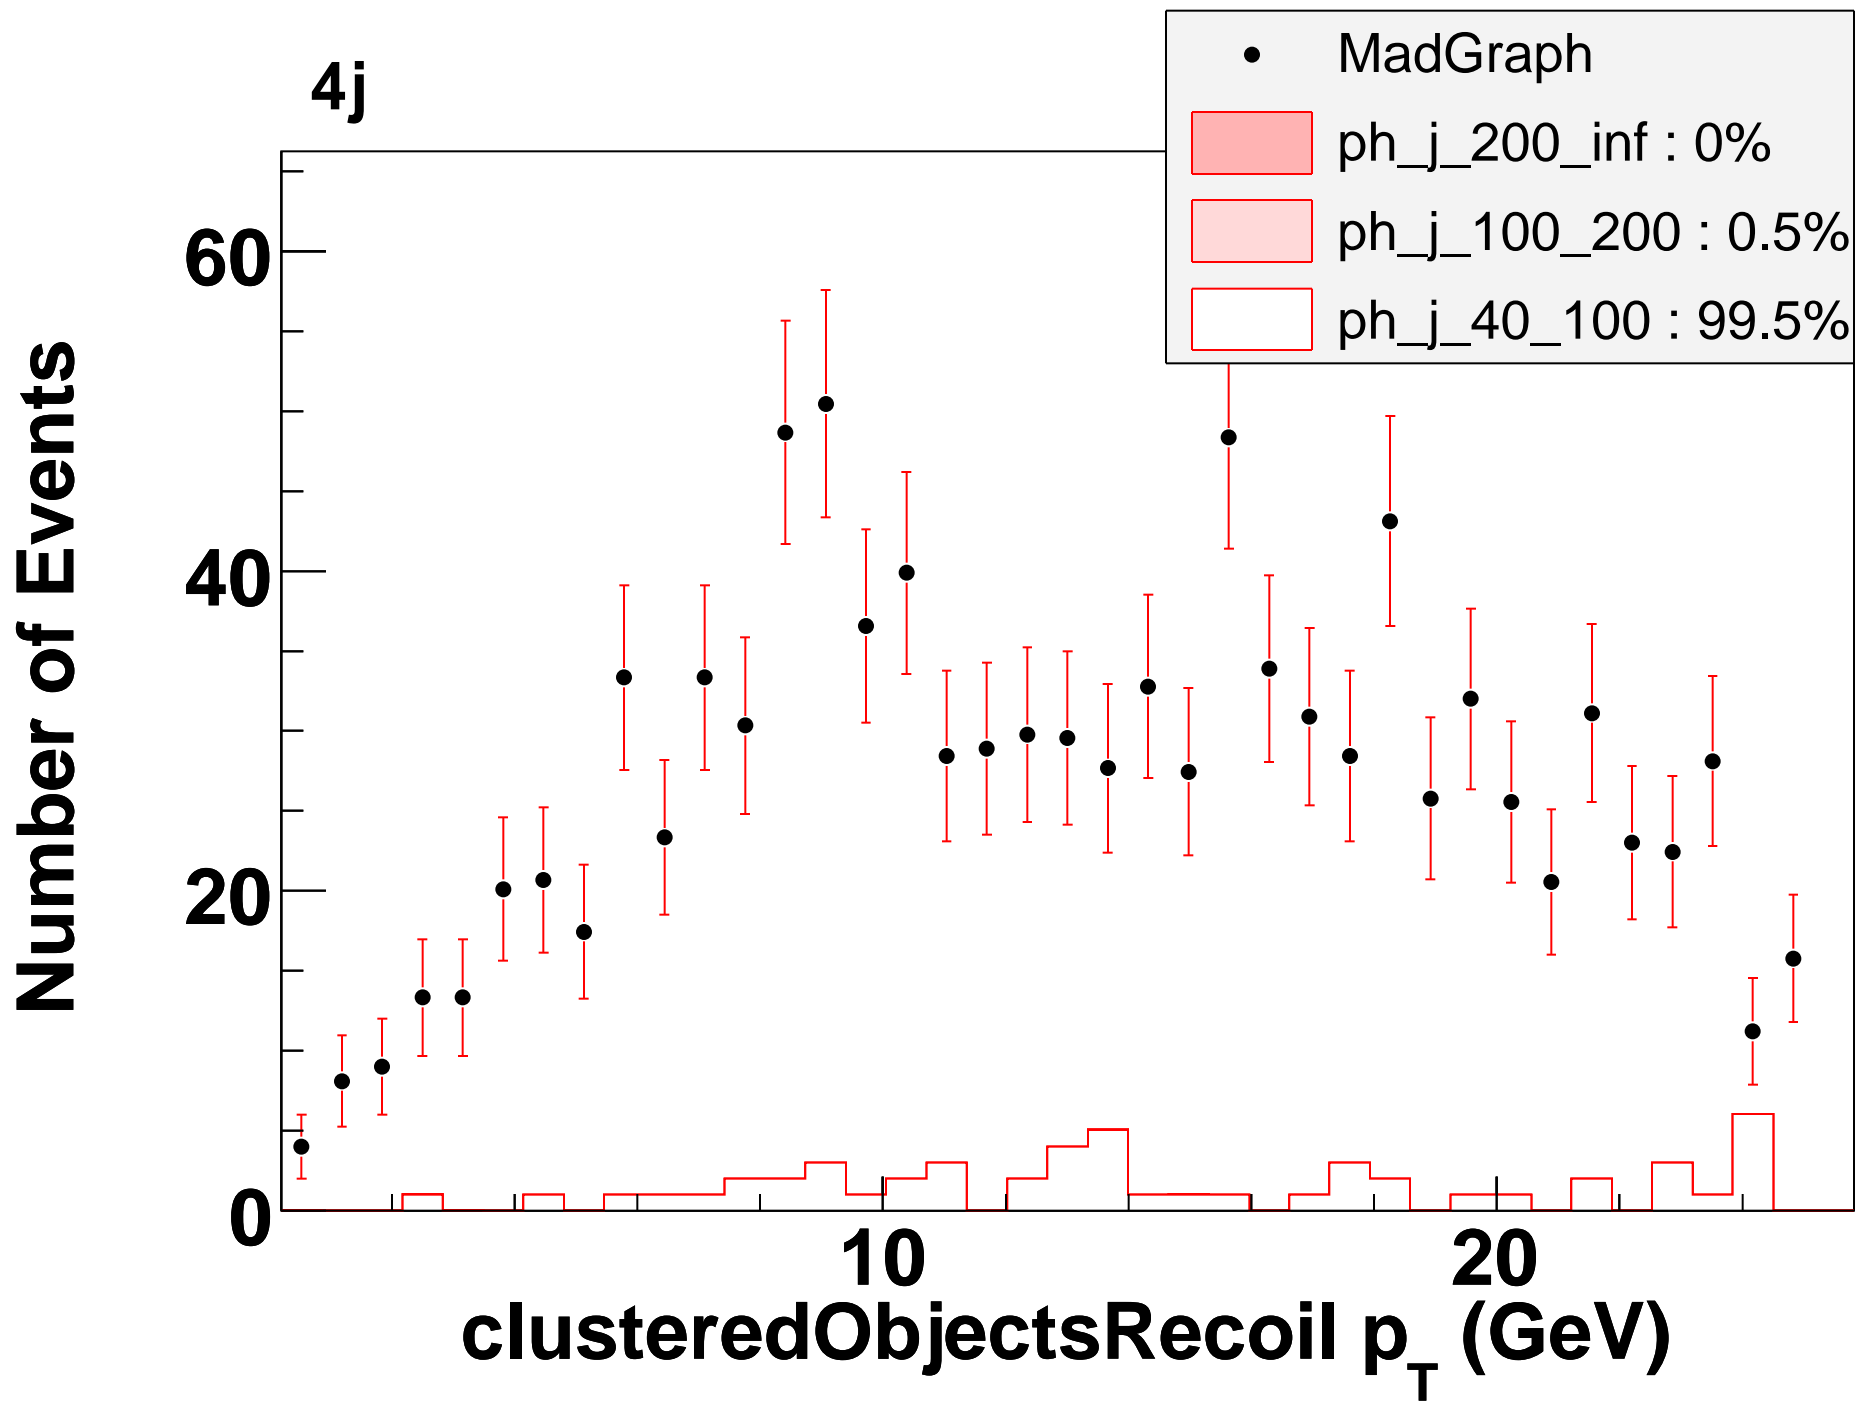 4j
MadGraph
ph_j_200_inf : 0%
ph_j_100_200 : 0.5%
ph_j_40_100 : 99.5%
Number of Events
60
40
20
0
10 20
clusteredObjectsRecoil p_T (GeV)